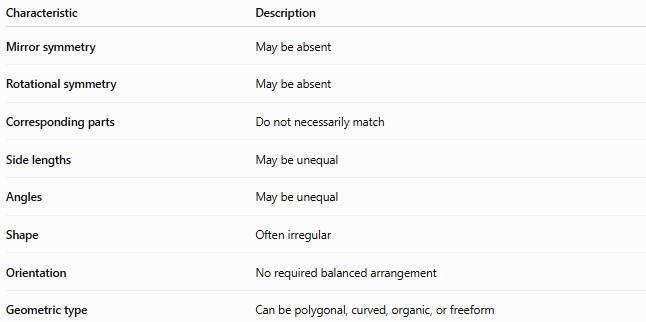 Characteristic Description
Mirror symmetry May be absent
Rotational symmetry May be absent
Corresponding parts Do not necessarily match
Side lengths May be unequal
Angles May be unequal
Shape Often irregular
Orientation No required balanced arrangement
Geometric type Can be polygonal, curved, organic, or freeform